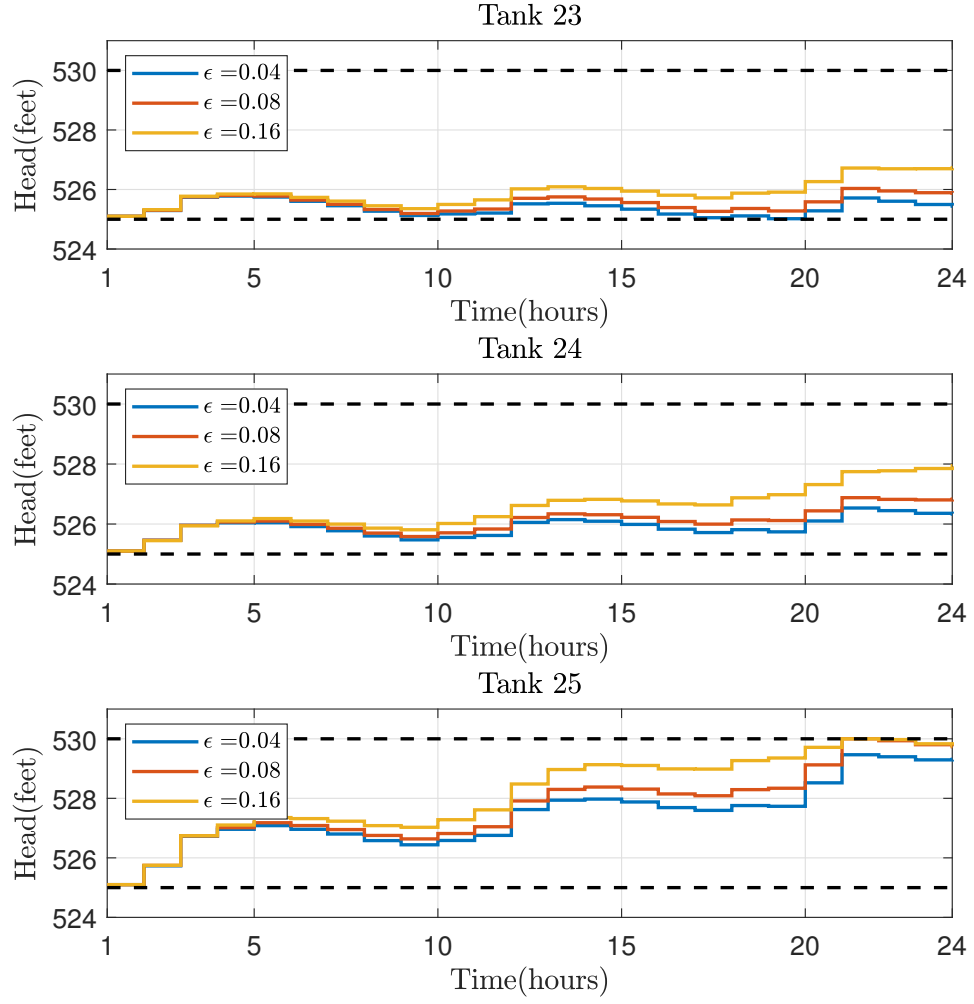 Tank 23
Head(feet)
530
528
526
524
ϵ =0.04
ϵ =0.08
ϵ =0.16
1 5 10 15 20 24
Time(hours)
Tank 24
Head(feet)
530
528
526
524
ϵ =0.04
ϵ =0.08
ϵ =0.16
1 5 10 15 20 24
Time(hours)
Tank 25
Head(feet)
530
528
526
524
ϵ =0.04
ϵ =0.08
ϵ =0.16
1 5 10 15 20 24
Time(hours)